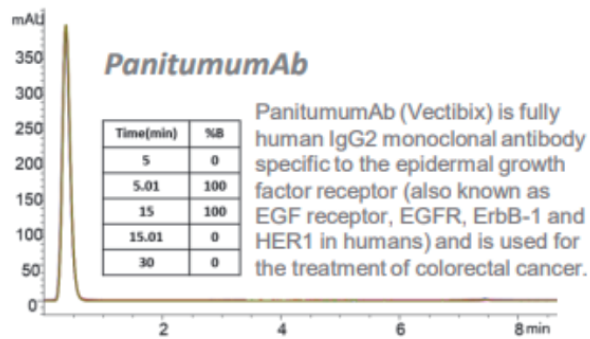 mAU
PanitumumAb
350
300
250
200
150
100
50
0
Time(min) %B
5 0
5.01 100
15 100
15.01 0
30 0
PanitumumAb (Vectibix) is fully
human IgG2 monoclonal antibody
specific to the epidermal growth
factor receptor (also known as
EGF receptor, EGFR, ErbB-1 and
HER1 in humans) and is used for
the treatment of colorectal cancer.
2 4 6 8 min